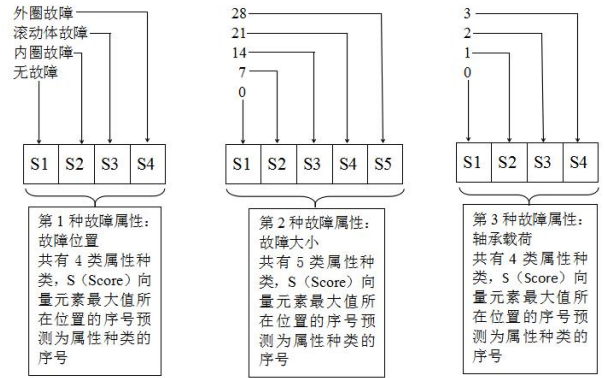 外圈故障
滚动体故障
内圈故障
无故障
S1 S2 S3 S4
第 1 种故障属性：
故障位置
共有 4 类属性种
类，S（Score）向
量元素最大值所
在位置的序号预
测为属性种类的
序号
28
21
14
7
0
S1 S2 S3 S4 S5
第 2 种故障属性：
故障大小
共有 5 类属性种
类，S（Score）向
量元素最大值所
在位置的序号预
测为属性种类的
序号
3
2
1
0
S1 S2 S3 S4
第 3 种故障属性：
轴承载荷
共有 4 类属性种
类，S（Score）向
量元素最大值所
在位置的序号预
测为属性种类的
序号